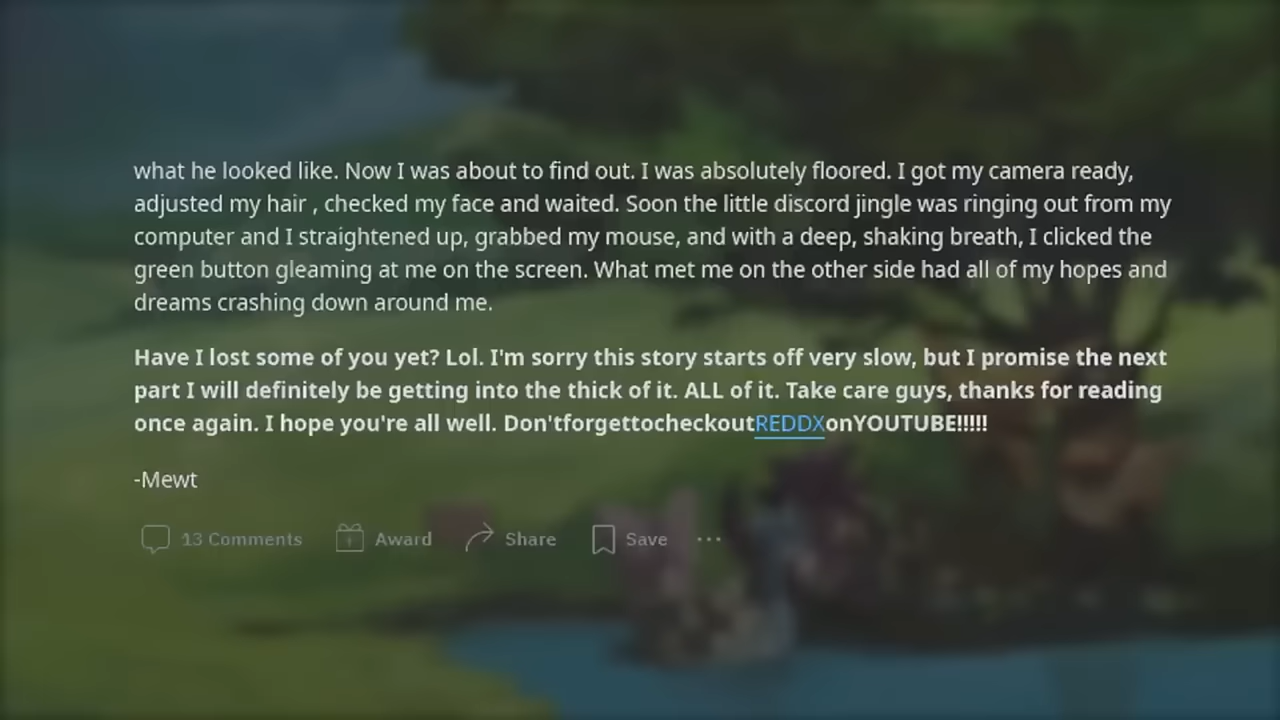 what he looked like. Now I was about to find out. I was absolutely floored. I got my camera ready,
adjusted my hair , checked my face and waited. Soon the little discord jingle was ringing out from my
computer and I straightened up, grabbed my mouse, and with a deep, shaking breath, I clicked the
green button gleaming at me on the screen. What met me on the other side had all of my hopes and
dreams crashing down around me.
Have I lost some of you yet? Lol. I'm sorry this story starts off very slow, but I promise the next
part I will definitely be getting into the thick of it. ALL of it. Take care guys, thanks for reading
once again. I hope you're all well. Don'tforgettocheckoutREDDXonYOUTUBE!!!!!
-Mewt
13 Comments Award Share Save ...